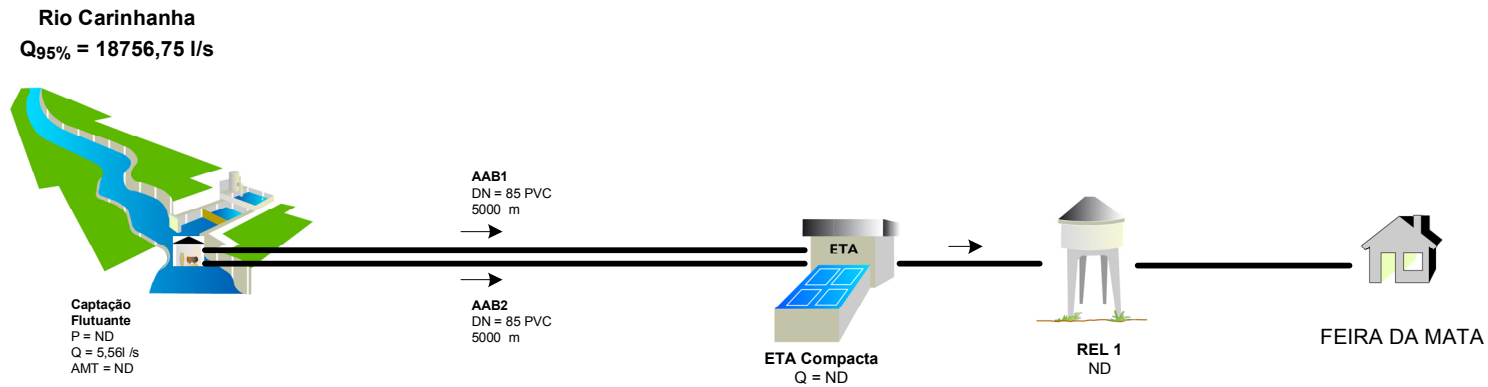 Rio Carinhanha
Q95% = 18756,75 l/s
AAB1
DN = 85 PVC
5000 m
ETA
Captação
Flutuante
P = ND
Q = 5,56l /s
AMT = ND
AAB2
DN = 85 PVC
5000 m
ETA Compacta
Q = ND
REL 1
ND
FEIRA DA MATA